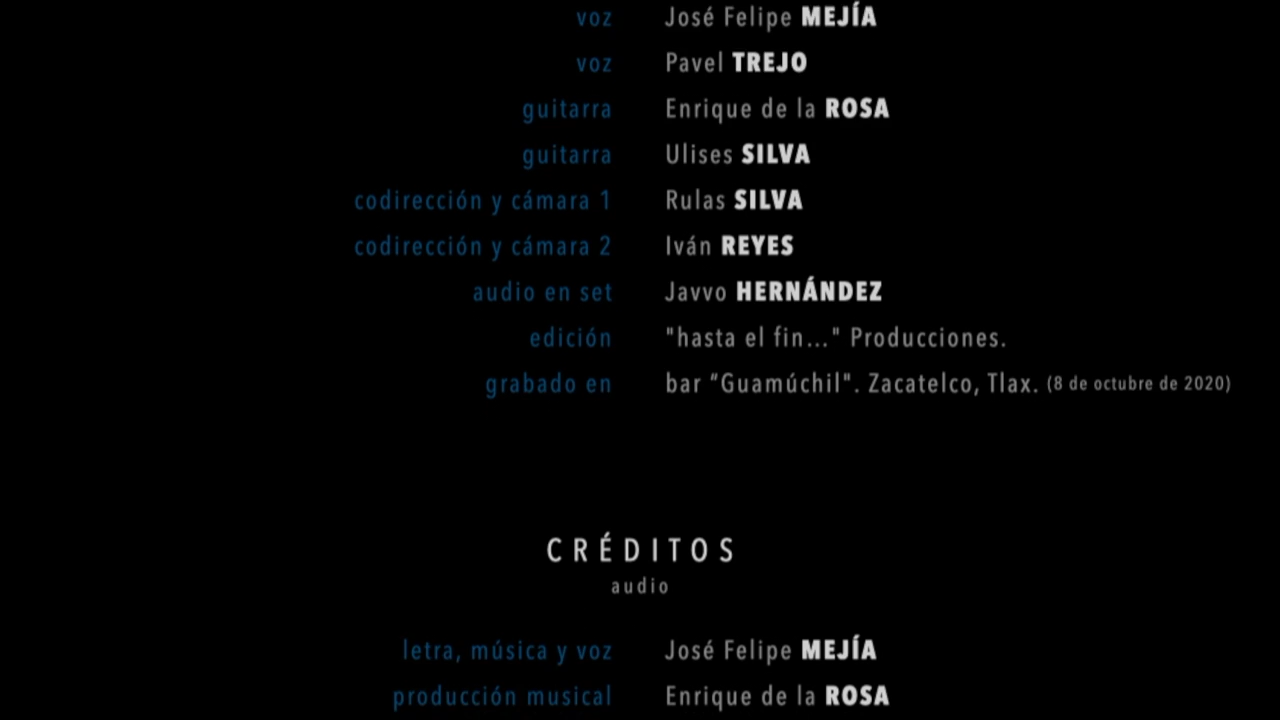 voz José Felipe MEJÍA
voz Pavel TREJO
guitarra Enrique de la ROSA
guitarra Ulises SILVA
codirección y cámara 1 Rulas SILVA
codirección y cámara 2 Iván REYES
audio en set Javvo HERNÁNDEZ
edición "hasta el fin..." Producciones.
grabado en bar “Guamúchil". Zacatelco, Tlax. (8 de octubre de 2020)
CRÉDITOS
audio
letra, música y voz José Felipe MEJÍA
producción musical Enrique de la ROSA